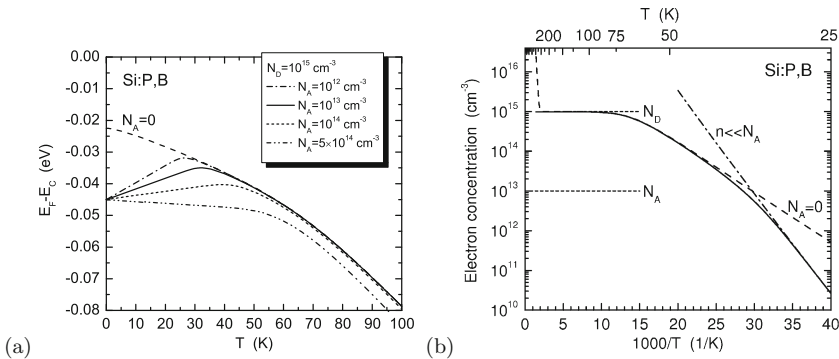 (a)
0.00
-0.01
-0.02
-0.03
-0.04
-0.05
-0.06
-0.07
-0.08
E_F-E_C (eV)
Si:P,B
N_A=0
N_D=10^15 cm^-3
N_A=10^12 cm^-3
N_A=10^13 cm^-3
N_A=10^14 cm^-3
N_A=5×10^14 cm^-3
0 10 20 30 40 50 60 70 80 90 100
T (K)
(b)
T (K)
200 100 75 50 25
10^16
10^15
10^14
10^13
10^12
10^11
10^10
Electron concentration (cm^-3)
Si:P,B
N_D
n<<N_A
N_A
N_A=0
0 5 10 15 20 25 30 35 40
1000/T (1/K)